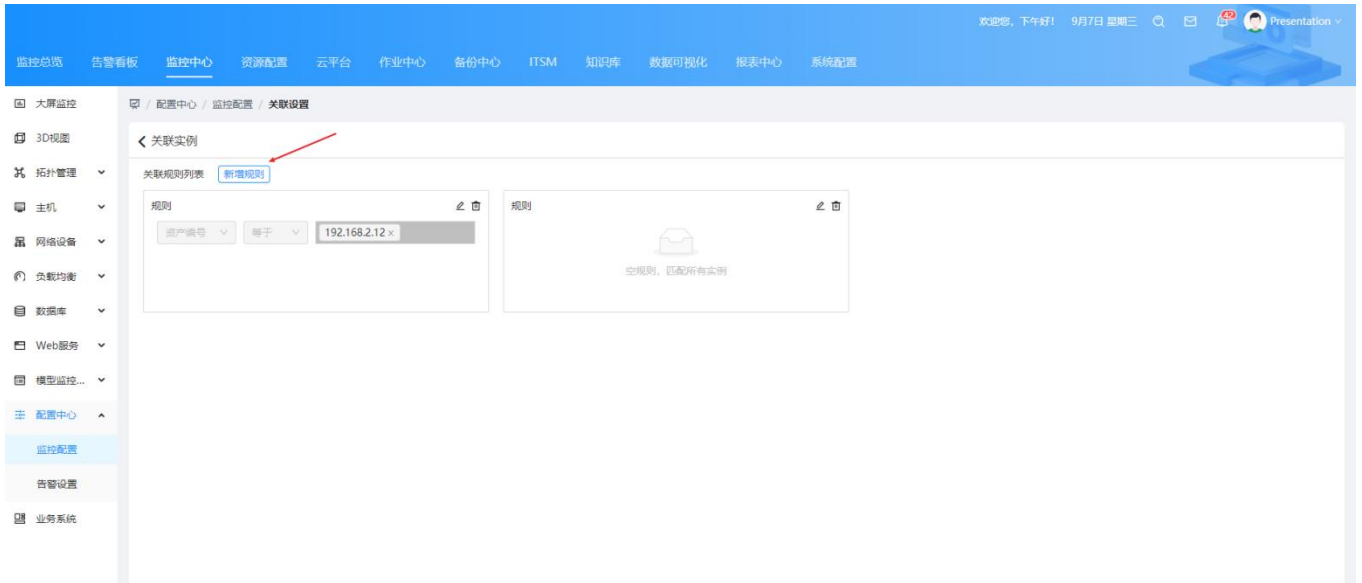 欢迎您，下午好! 9月7日 星期三 42 Presentation
监控总览 告警看板 监控中心 资源配置 云平台 作业中心 备份中心 ITSM 知识库 数据可视化 报表中心 系统配置
大屏监控
/ 配置中心 / 监控配置 / 关联设置
3D视图
关联实例
拓扑管理
关联规则列表 新增规则
主机
规则
资产编号 等于 192.168.2.12 ×
规则
空规则，匹配所有实例
网络设备
负载均衡
数据库
Web服务
模型监控...
配置中心
监控配置
告警设置
业务系统